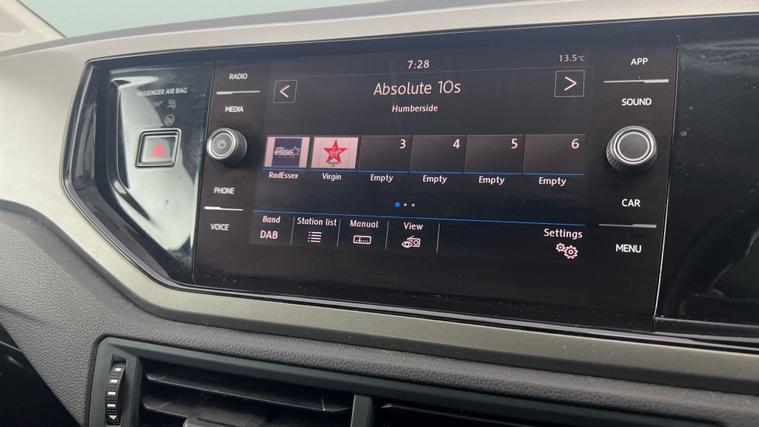 PASSENGER AIR BAG
RADIO
MEDIA
PHONE
VOICE
7:28
13.5°C
<
Absolute 10s
>
Humberside
3
4
5
6
RadEssex
Virgin
Empty
Empty
Empty
Empty
Band
DAB
Station list
Manual
View
Settings
APP
SOUND
CAR
MENU